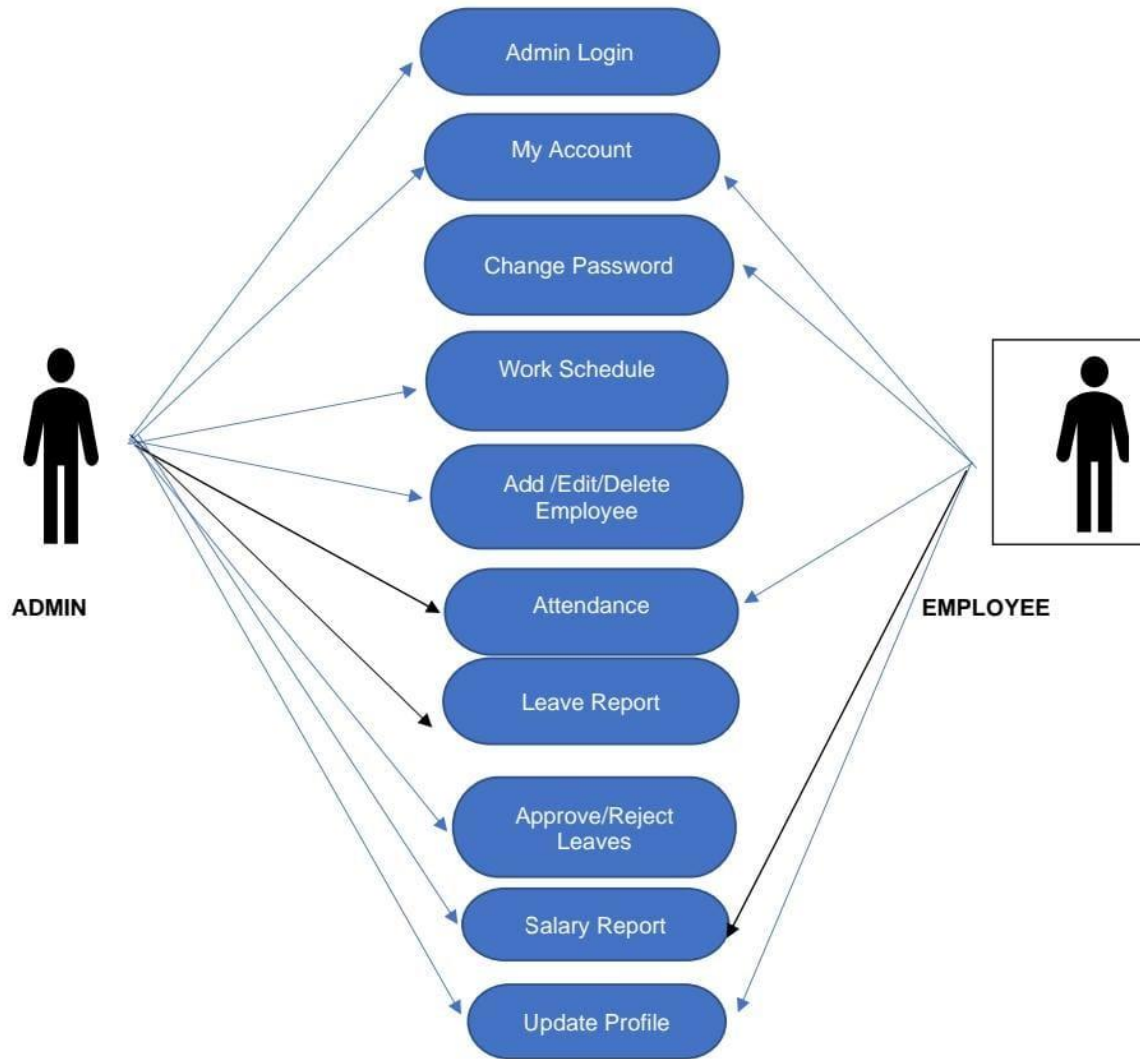 Admin Login
My Account
Change Password
Work Schedule
Add /Edit/Delete
Employee
ADMIN
Attendance
EMPLOYEE
Leave Report
Approve/Reject
Leaves
Salary Report
Update Profile